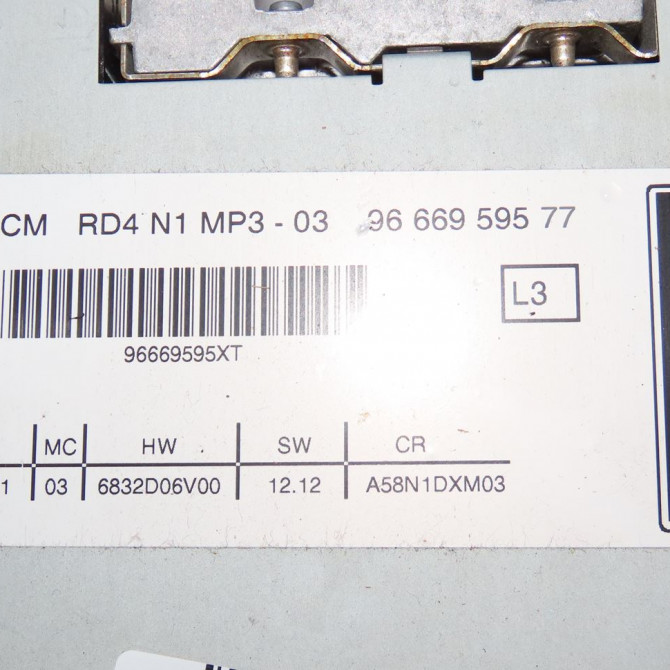 CM RD4 N1 MP3 - 03 96 669 595 77
L3
96669595XT
MC HW SW CR
1 03 6832D06V00 12.12 A58N1DXM03